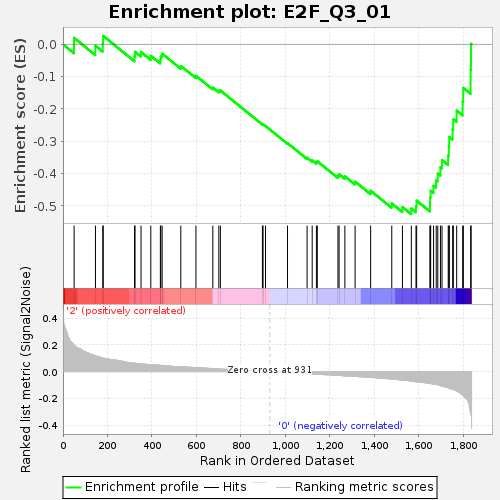 Enrichment plot: E2F_Q3_01
Enrichment score (ES)
0.0
-0.1
-0.2
-0.3
-0.4
-0.5
'2' (positively correlated)
Ranked list metric (Signal2Noise)
0.4
0.2
0.0
-0.2
-0.4
Zero cross at 931
'0' (negatively correlated)
0 200 400 600 800 1,000 1,200 1,400 1,600 1,800
Rank in Ordered Dataset
Enrichment profile Hits Ranking metric scores